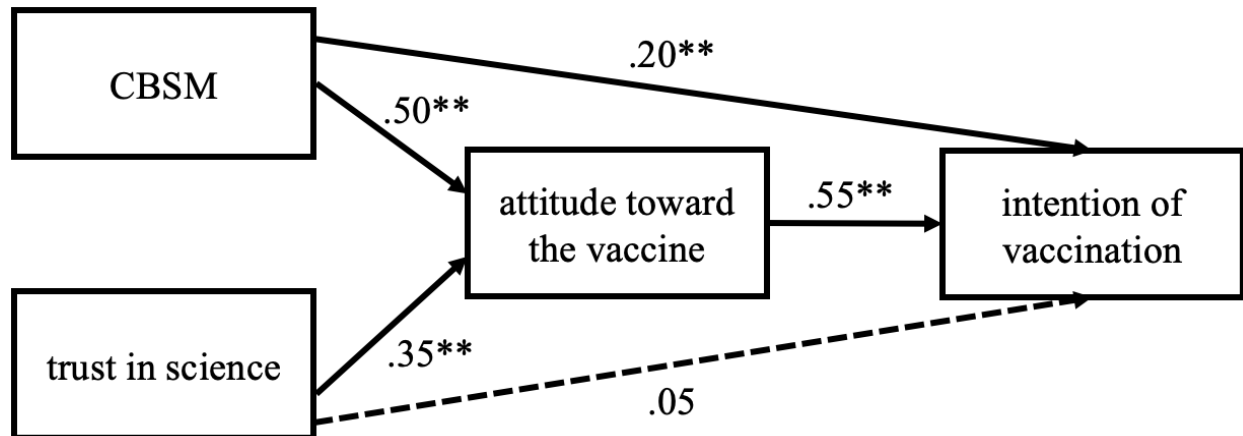 CBSM
.20**
.50**
attitude toward
the vaccine
.55**
intention of
vaccination
trust in science
.35**
.05